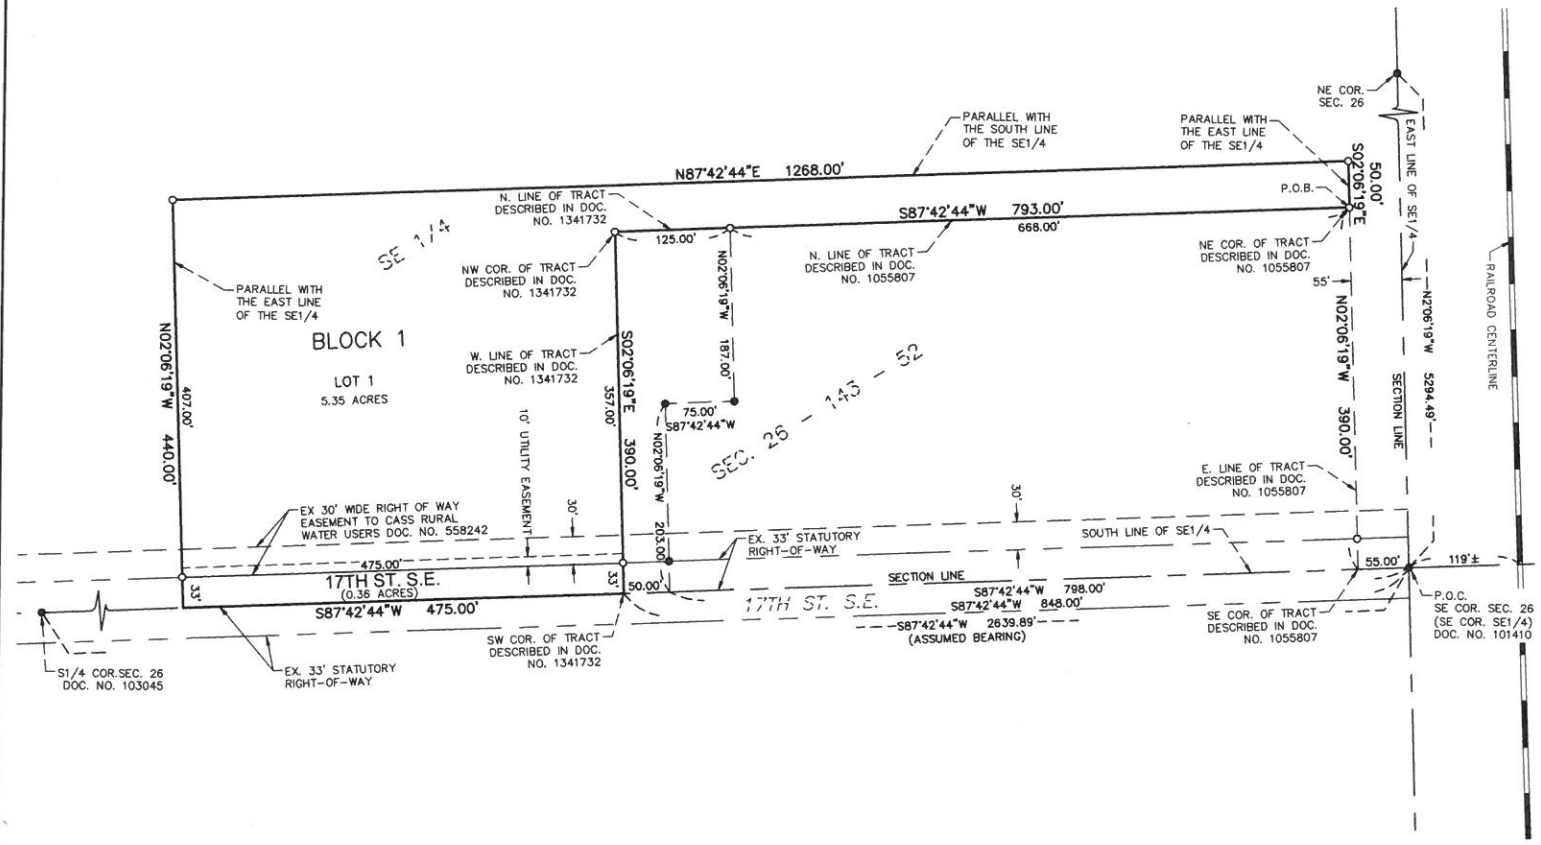 NE COR.
SEC. 26
PARALLEL WITH
THE SOUTH LINE
OF THE SE1/4
PARALLEL WITH
THE EAST LINE
OF THE SE1/4
EAST LINE OF SE1/4
S02°06'19"E
50.00'
N87°42'44"E 1268.00'
P.O.B.
N. LINE OF TRACT
DESCRIBED IN DOC.
NO. 1341732
S87°42'44"W 793.00'
125.00'
668.00'
SE 1/4
NW COR. OF TRACT
DESCRIBED IN DOC.
NO. 1341732
N. LINE OF TRACT
DESCRIBED IN DOC.
NO. 1055807
NE COR. OF TRACT
DESCRIBED IN DOC.
NO. 1055807
55'
PARALLEL WITH
THE EAST LINE
OF THE SE1/4
BLOCK 1
LOT 1
5.35 ACRES
N02°06'19"W 440.00'
407.00'
W. LINE OF TRACT
DESCRIBED IN DOC.
NO. 1341732
S02°06'19"E 390.00'
357.00'
N02°06'19"W 187.00'
75.00'
S87°42'44"W
N02°06'19"W 203.00'
SEC. 26 - 143 - 52
N02°06'19"W 390.00'
SECTION LINE
N2°06'19"W 5294.49'
RAILROAD CENTERLINE
10' UTILITY EASEMENT
30'
30'
E. LINE OF TRACT
DESCRIBED IN DOC.
NO. 1055807
EX 30' WIDE RIGHT OF WAY
EASEMENT TO CASS RURAL
WATER USERS DOC. NO. 558242
EX. 33' STATUTORY
RIGHT-OF-WAY
SOUTH LINE OF SE1/4
475.00'
17TH ST. S.E.
(0.36 ACRES)
33'
33'
S87°42'44"W 475.00'
50.00'
SECTION LINE
17TH ST. S.E.
S87°42'44"W 798.00'
S87°42'44"W 848.00'
S87°42'44"W 2639.89'
(ASSUMED BEARING)
55.00'
119'±
P.O.C.
SE COR. SEC. 26
(SE COR. SE1/4)
DOC. NO. 101410
SE COR. OF TRACT
DESCRIBED IN DOC.
NO. 1055807
SW COR. OF TRACT
DESCRIBED IN DOC.
NO. 1341732
S1/4 COR.SEC. 26
DOC. NO. 103045
EX. 33' STATUTORY
RIGHT-OF-WAY